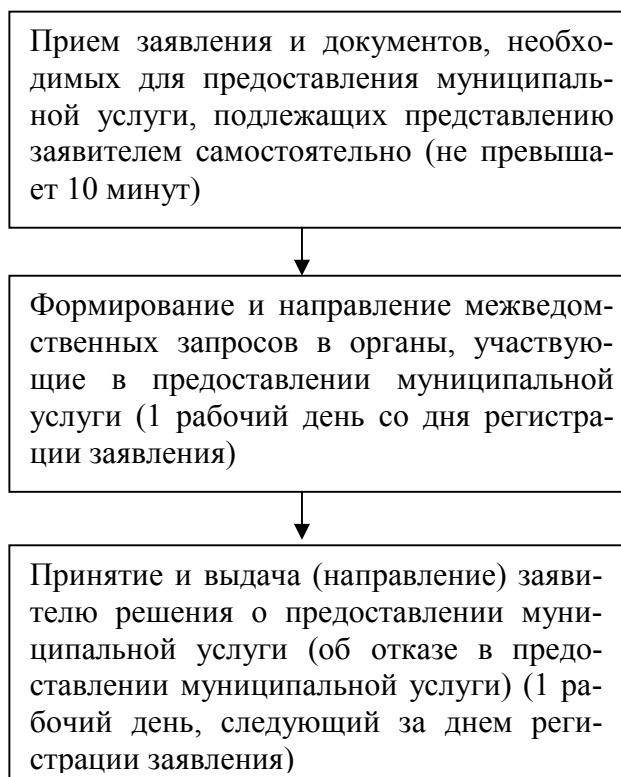 Прием заявления и документов, необхо-
димых для предоставления муниципаль-
ной услуги, подлежащих представлению
заявителем самостоятельно (не превыша-
ет 10 минут)
Формирование и направление межведом-
ственных запросов в органы, участвую-
щие в предоставлении муниципальной
услуги (1 рабочий день со дня регистра-
ции заявления)
Принятие и выдача (направление) заяви-
телю решения о предоставлении муни-
ципальной услуги (об отказе в предо-
ставлении муниципальной услуги) (1 ра-
бочий день, следующий за днем реги-
страции заявления)